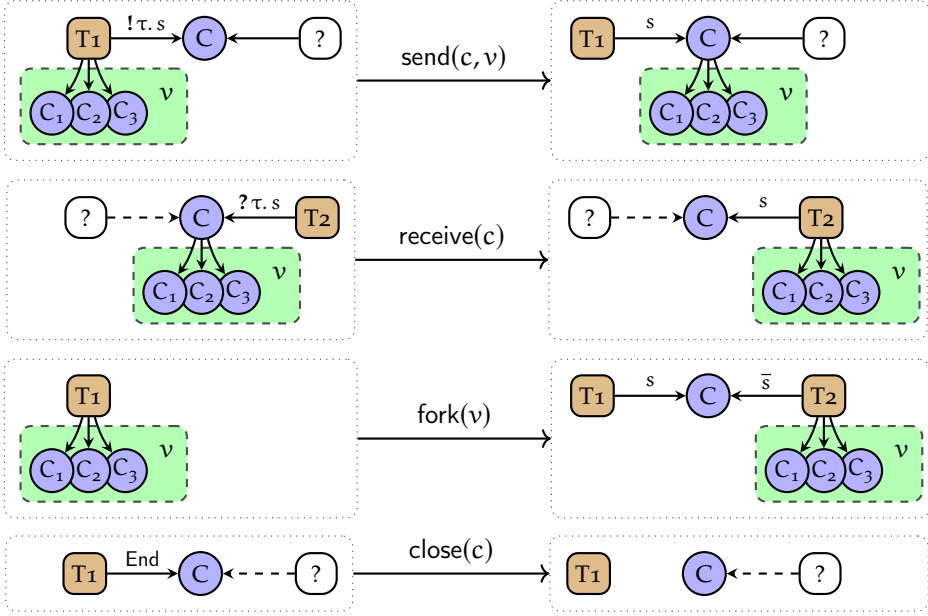 T1 !τ. s C ? send(c, v) T1 s C ?
C₁ C₂ C₃ v C₁ C₂ C₃ v
? C ?τ. s T2 receive(c) ? C s T2
C₁ C₂ C₃ v C₁ C₂ C₃ v
T1 fork(v) T1 s C s̄ T2
C₁ C₂ C₃ v C₁ C₂ C₃ v
T1 End C ? close(c) T1 C ?